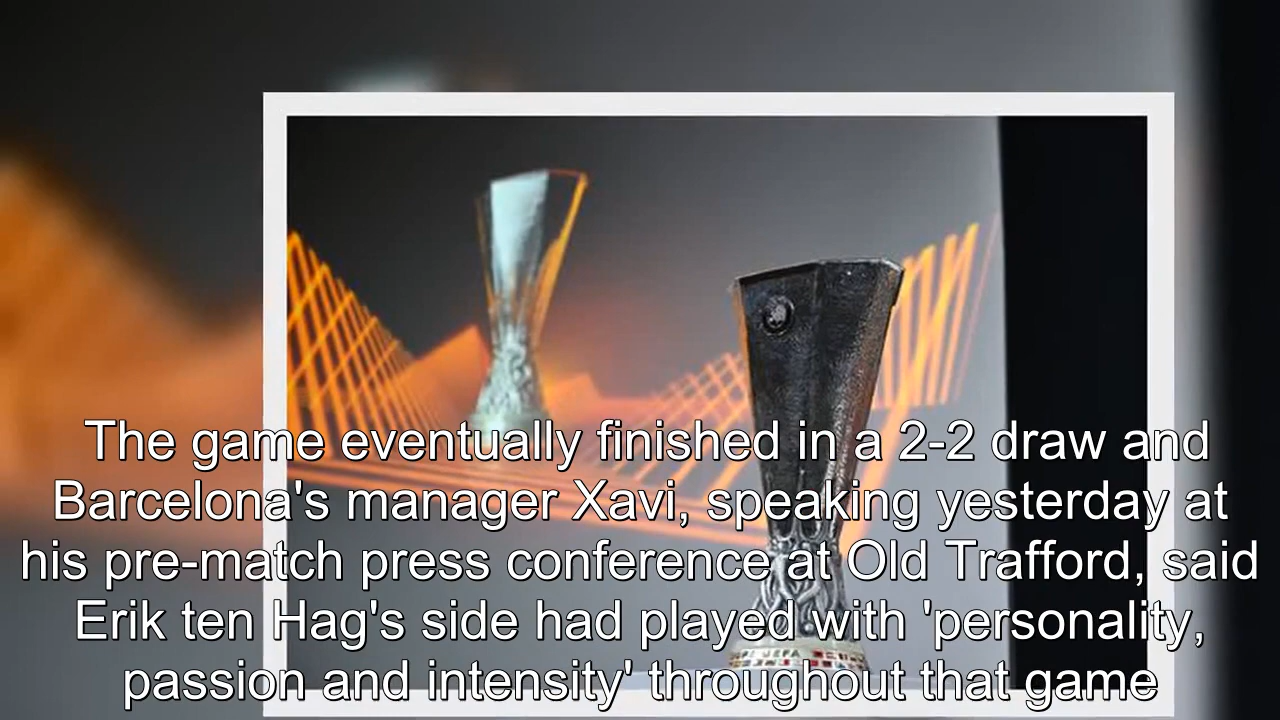 The game eventually finished in a 2-2 draw and
Barcelona's manager Xavi, speaking yesterday at
his pre-match press conference at Old Trafford, said
Erik ten Hag's side had played with 'personality,
passion and intensity' throughout that game